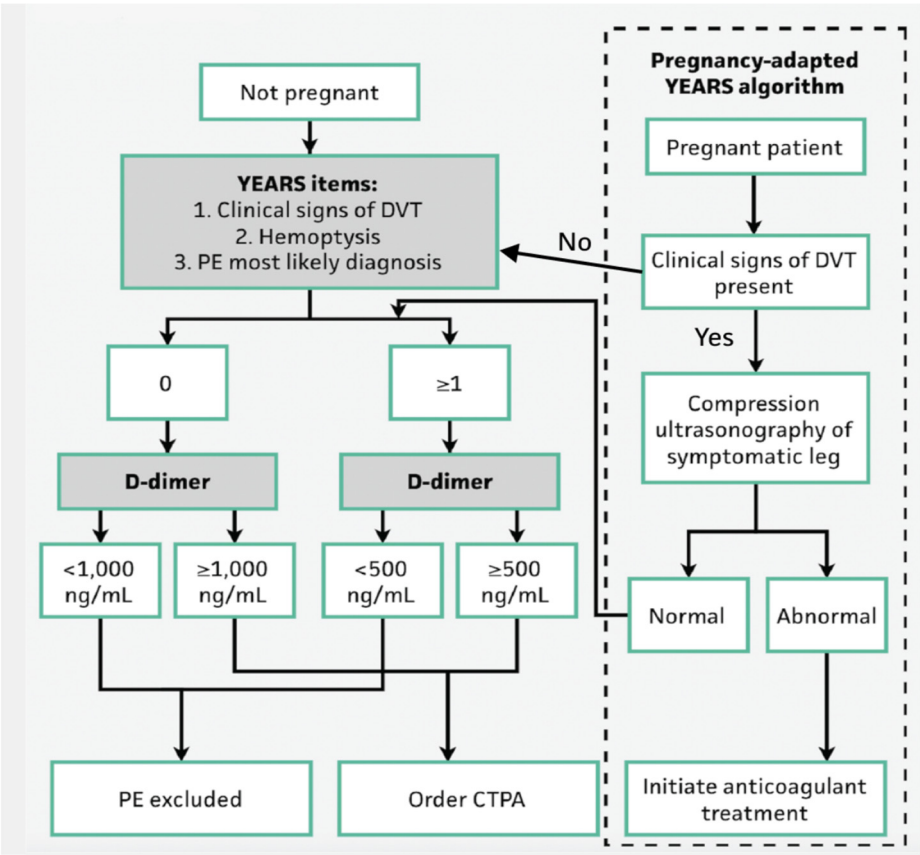 Not pregnant
YEARS items:
1. Clinical signs of DVT
2. Hemoptysis
3. PE most likely diagnosis
0
≥1
D-dimer
D-dimer
<1,000
ng/mL
≥1,000
ng/mL
<500
ng/mL
≥500
ng/mL
PE excluded
Order CTPA
Pregnancy-adapted
YEARS algorithm
Pregnant patient
Clinical signs of DVT
present
No
Yes
Compression
ultrasonography of
symptomatic leg
Normal
Abnormal
Initiate anticoagulant
treatment